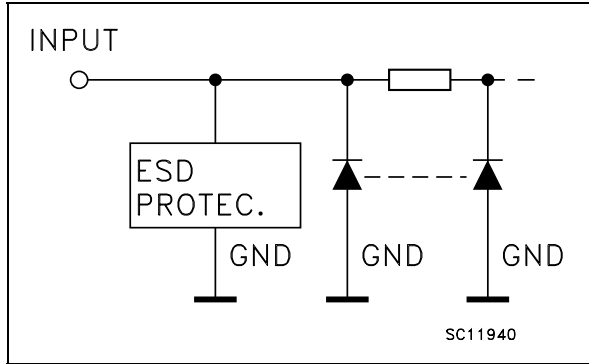 INPUT
ESD
PROTEC.
GND
GND
GND
SC11940